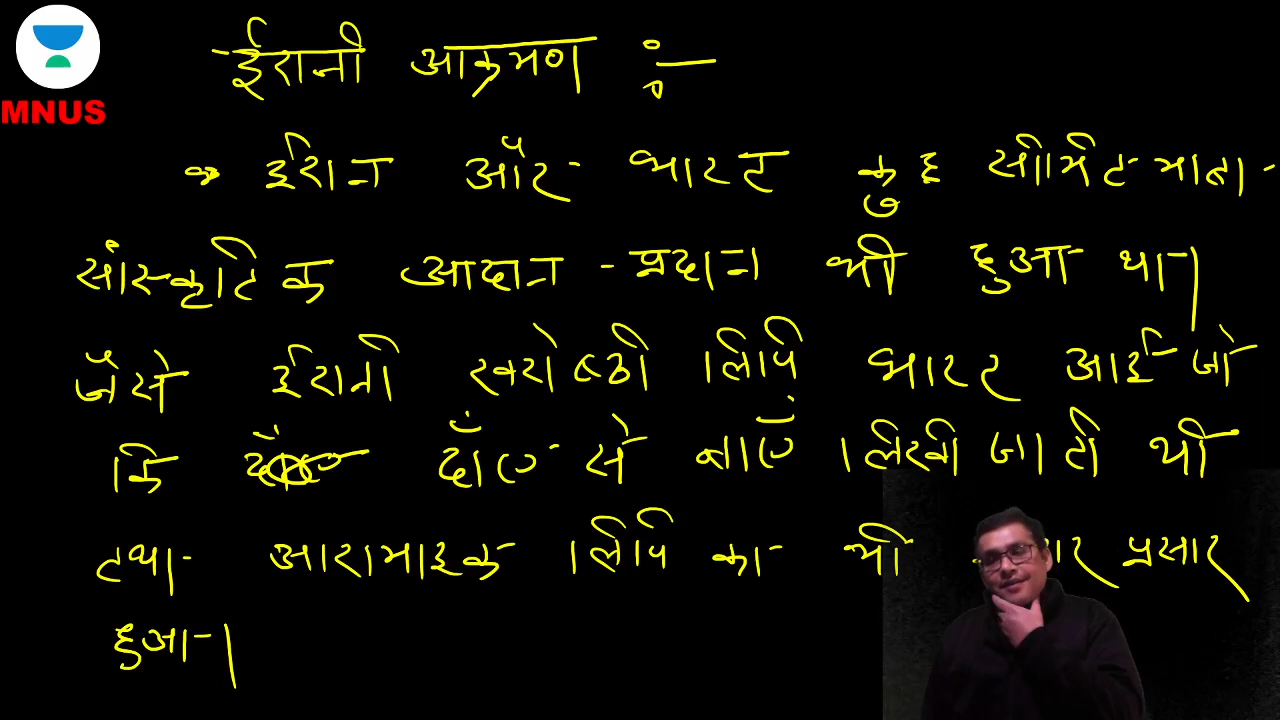 MNUS
ईरानी आक्रमण :-
ईरान और भारत कुछ सीमित मात्रा
सांस्कृतिक आदान-प्रदान भी हुआ था।
जैसे ईरानी खरोष्ठी लिपि भारत आई जो
कि दाँए से बाएँ लिखी जाती थी
तथा आरामाइक लिपि का भी प्रसार
हुआ।